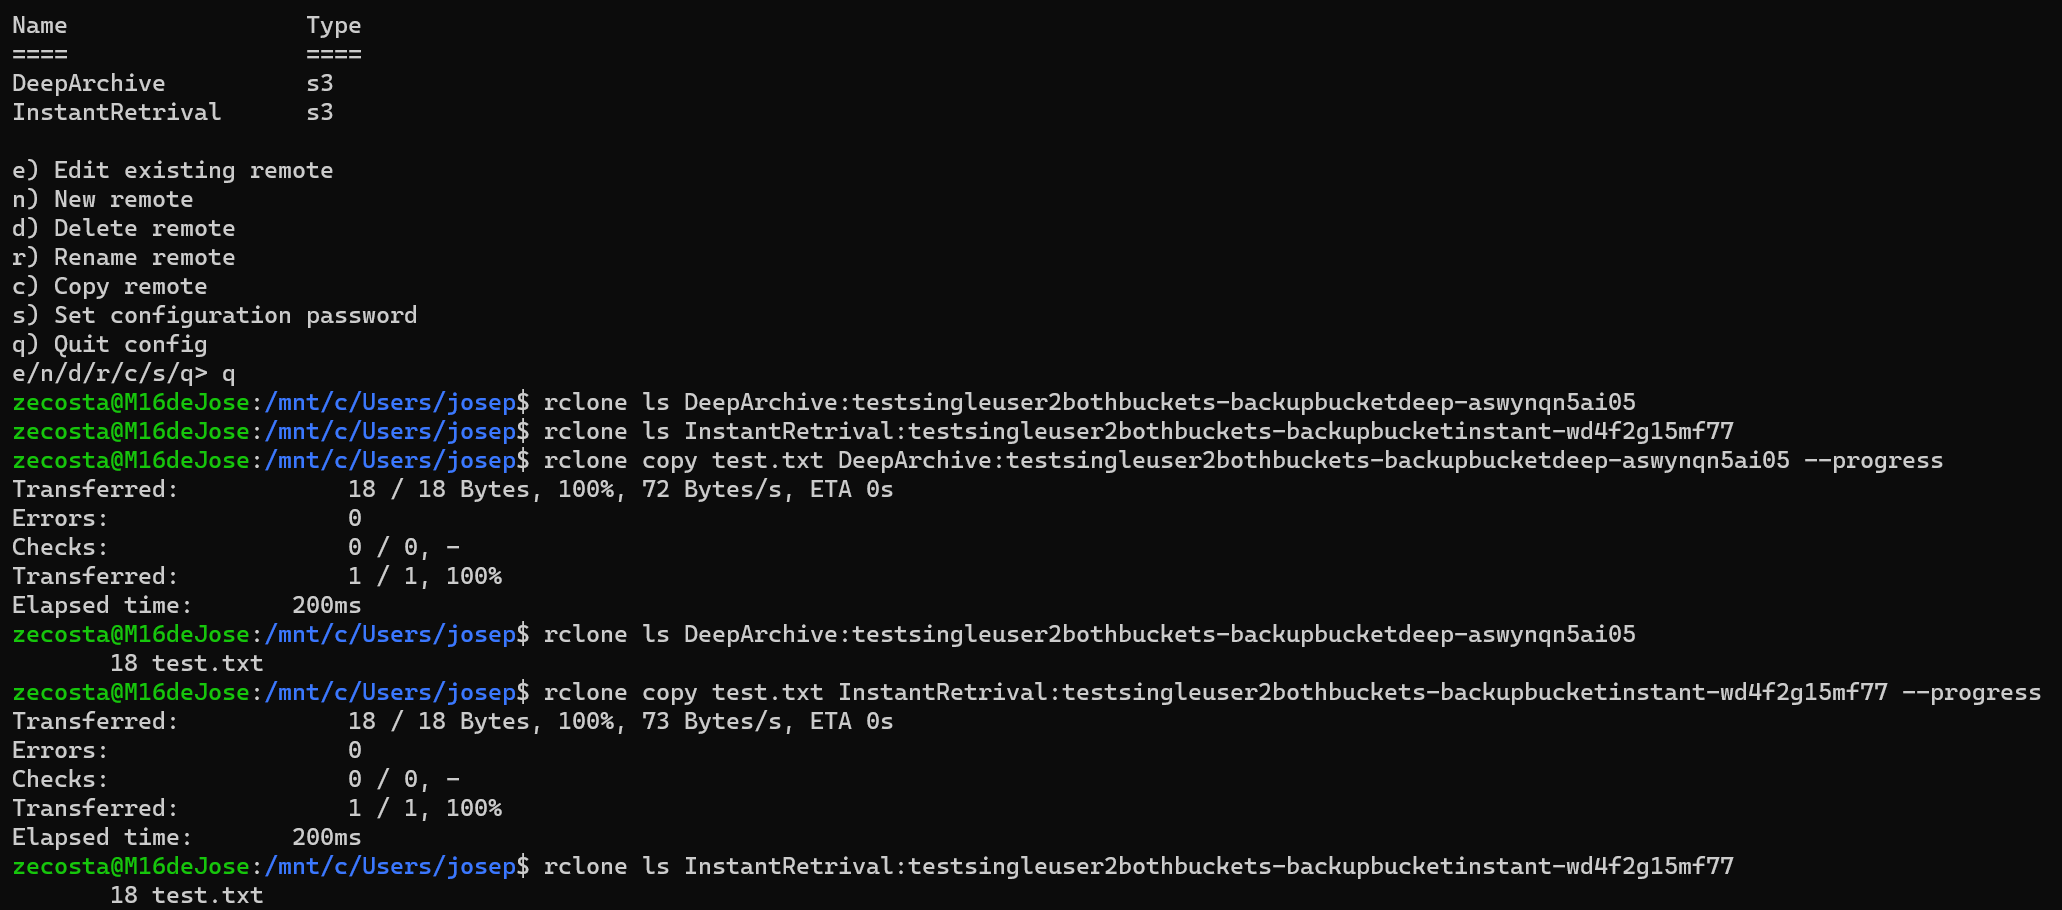 Name                 Type
====                 ====
DeepArchive          s3
InstantRetrival      s3
e) Edit existing remote
n) New remote
d) Delete remote
r) Rename remote
c) Copy remote
s) Set configuration password
q) Quit config
e/n/d/r/c/s/q> q
zecosta@M16deJose:/mnt/c/Users/josep$ rclone ls DeepArchive:testsingleuser2bothbuckets-backupbucketdeep-aswynqn5ai05
zecosta@M16deJose:/mnt/c/Users/josep$ rclone ls InstantRetrival:testsingleuser2bothbuckets-backupbucketinstant-wd4f2g15mf77
zecosta@M16deJose:/mnt/c/Users/josep$ rclone copy test.txt DeepArchive:testsingleuser2bothbuckets-backupbucketdeep-aswynqn5ai05 --progress
Transferred:            18 / 18 Bytes, 100%, 72 Bytes/s, ETA 0s
Errors:                 0
Checks:                 0 / 0, -
Transferred:            1 / 1, 100%
Elapsed time:       200ms
zecosta@M16deJose:/mnt/c/Users/josep$ rclone ls DeepArchive:testsingleuser2bothbuckets-backupbucketdeep-aswynqn5ai05
       18 test.txt
zecosta@M16deJose:/mnt/c/Users/josep$ rclone copy test.txt InstantRetrival:testsingleuser2bothbuckets-backupbucketinstant-wd4f2g15mf77 --progress
Transferred:            18 / 18 Bytes, 100%, 73 Bytes/s, ETA 0s
Errors:                 0
Checks:                 0 / 0, -
Transferred:            1 / 1, 100%
Elapsed time:       200ms
zecosta@M16deJose:/mnt/c/Users/josep$ rclone ls InstantRetrival:testsingleuser2bothbuckets-backupbucketinstant-wd4f2g15mf77
       18 test.txt